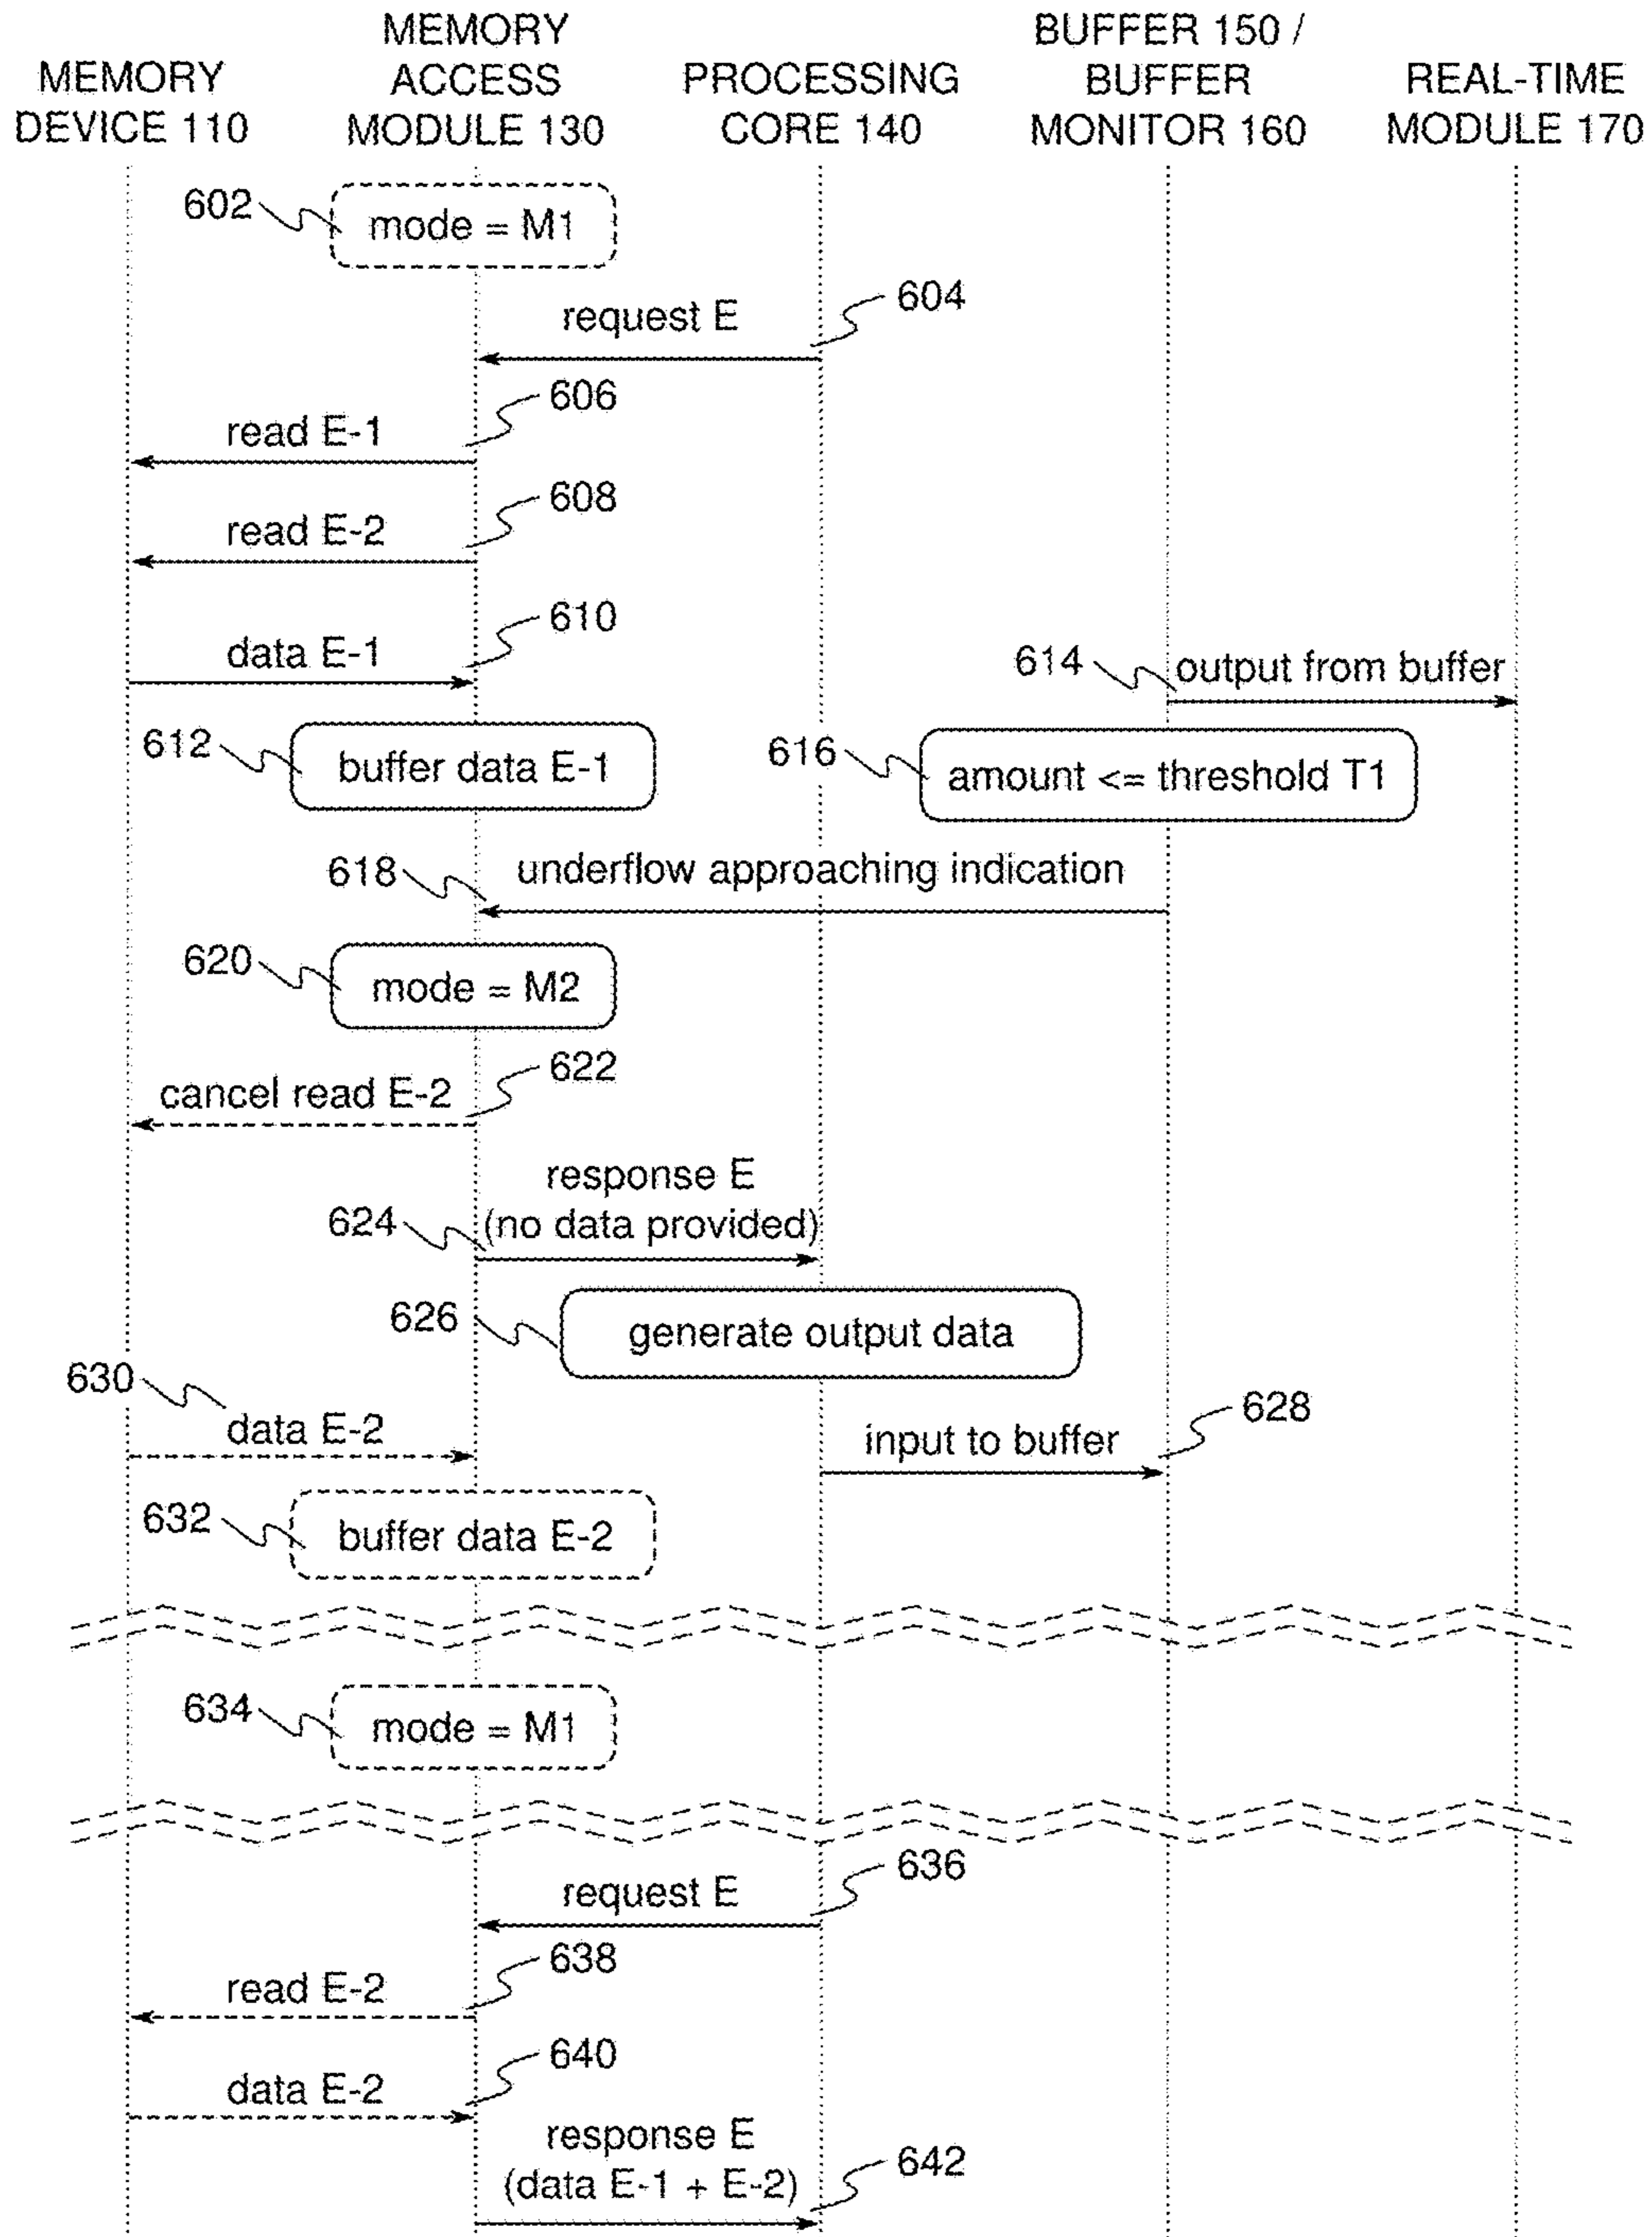 MEMORY DEVICE 110
MEMORY ACCESS MODULE 130
PROCESSING CORE 140
BUFFER 150 / BUFFER MONITOR 160
REAL-TIME MODULE 170
602
mode = M1
604
request E
606
read E-1
608
read E-2
610
data E-1
614
output from buffer
612
buffer data E-1
616
amount <= threshold T1
618
underflow approaching indication
620
mode = M2
622
cancel read E-2
response E
624
(no data provided)
626
generate output data
630
data E-2
628
input to buffer
632
buffer data E-2
634
mode = M1
636
request E
638
read E-2
640
data E-2
response E
642
(data E-1 + E-2)